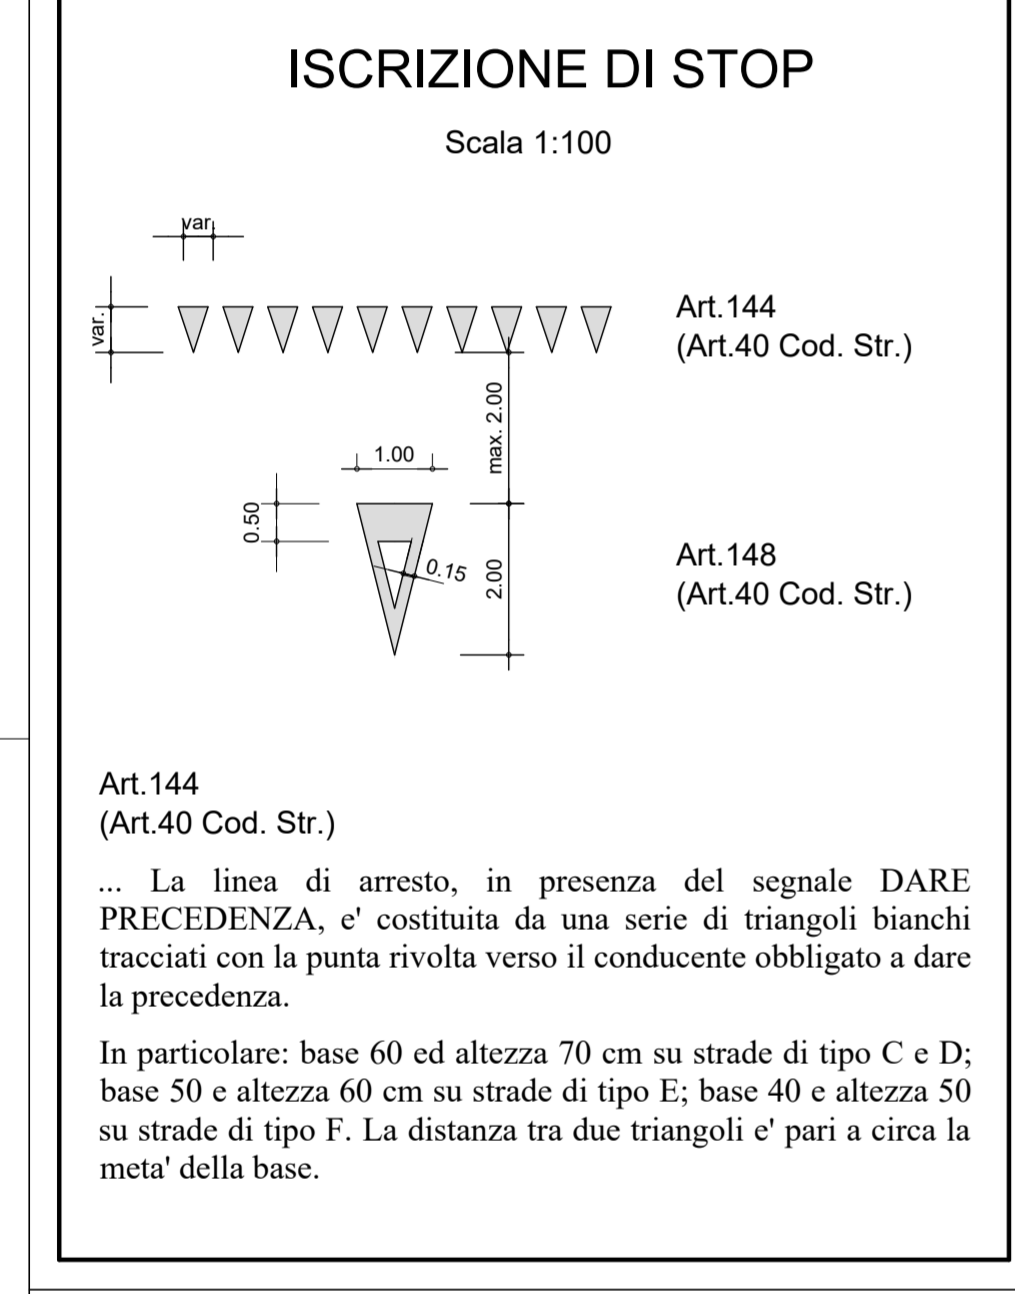 ISCRIZIONE DI STOP
Scala 1:100
var.
var.
Art.144
(Art.40 Cod. Str.)
max. 2.00
1.00
0.50
0.15
2.00
Art.148
(Art.40 Cod. Str.)
Art.144
(Art.40 Cod. Str.)
... La linea di arresto, in presenza del segnale DARE
PRECEDENZA, e' costituita da una serie di triangoli bianchi
tracciati con la punta rivolta verso il conducente obbligato a dare
la precedenza.
In particolare: base 60 ed altezza 70 cm su strade di tipo C e D;
base 50 e altezza 60 cm su strade di tipo E; base 40 e altezza 50
su strade di tipo F. La distanza tra due triangoli e' pari a circa la
meta' della base.